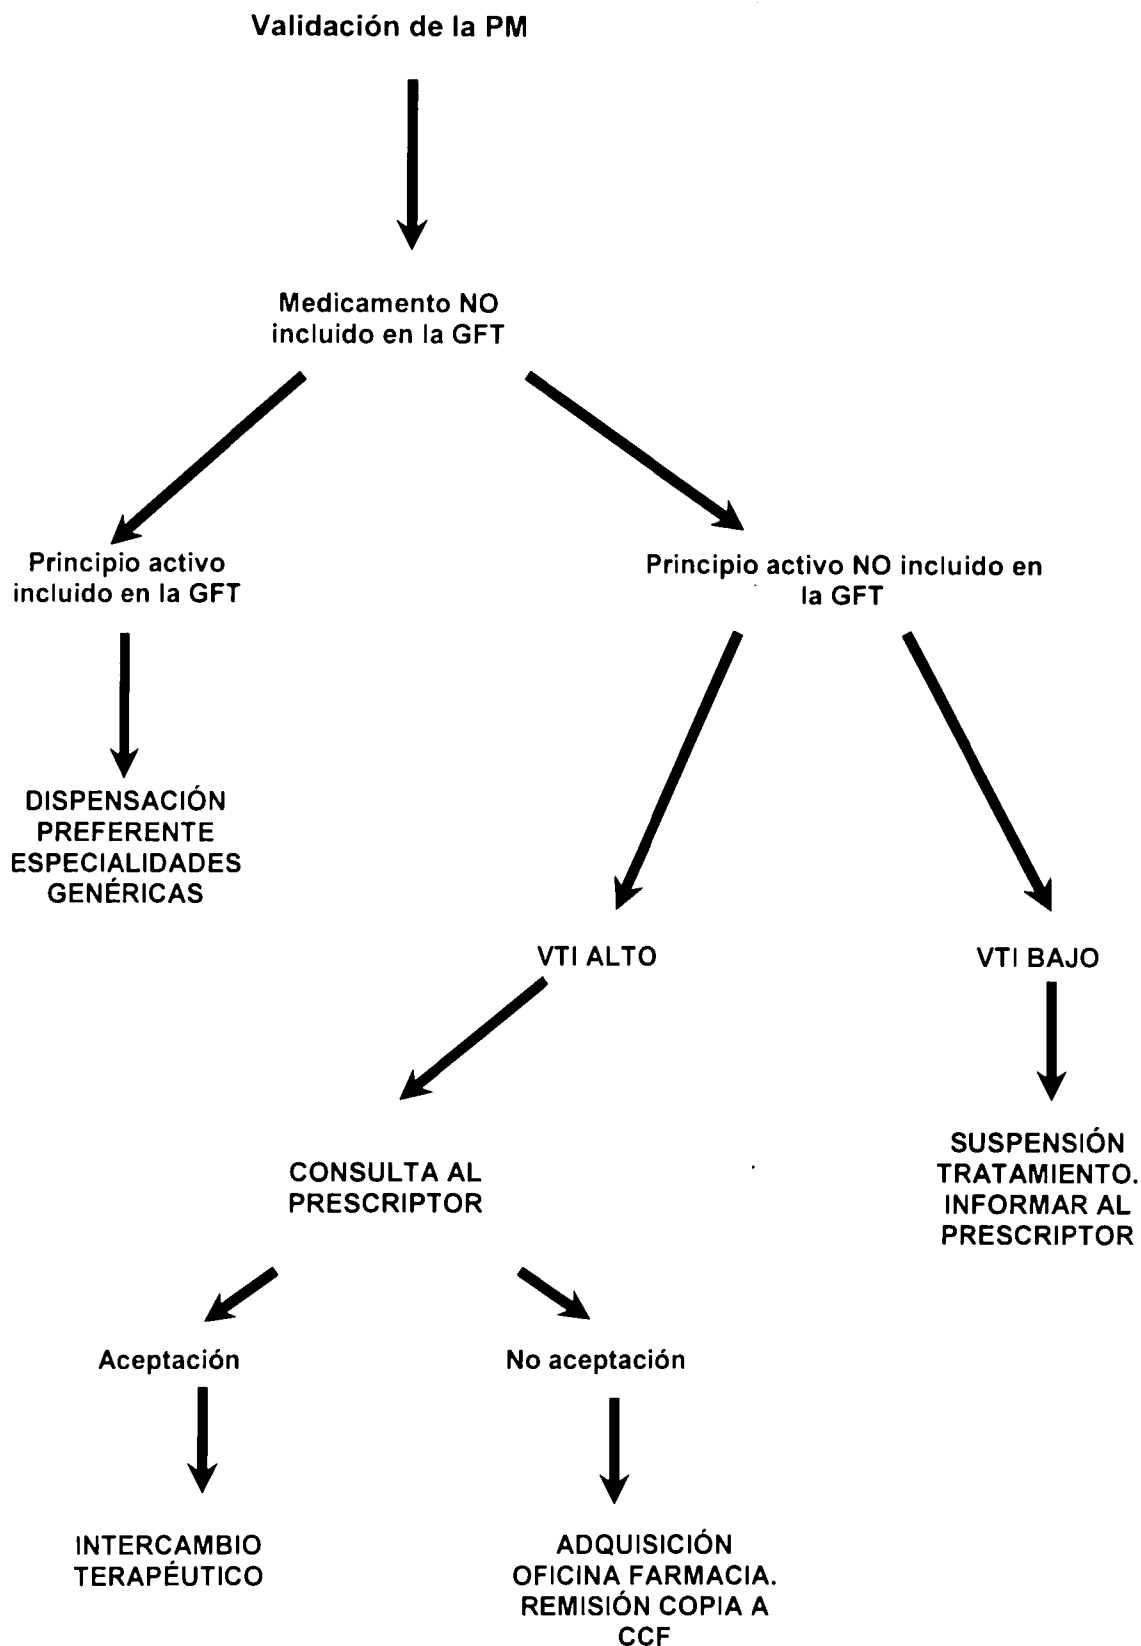 Validación de la PM
Medicamento NO
incluido en la GFT
Principio activo
incluido en la GFT
Principio activo NO incluido en
la GFT
DISPENSACIÓN
PREFERENTE
ESPECIALIDADES
GENÉRICAS
VTI ALTO
VTI BAJO
CONSULTA AL
PRESCRIPTOR
SUSPENSIÓN
TRATAMIENTO.
INFORMAR AL
PRESCRIPTOR
Aceptación
No aceptación
INTERCAMBIO
TERAPÉUTICO
ADQUISICIÓN
OFICINA FARMACIA.
REMISIÓN COPIA A
CCF